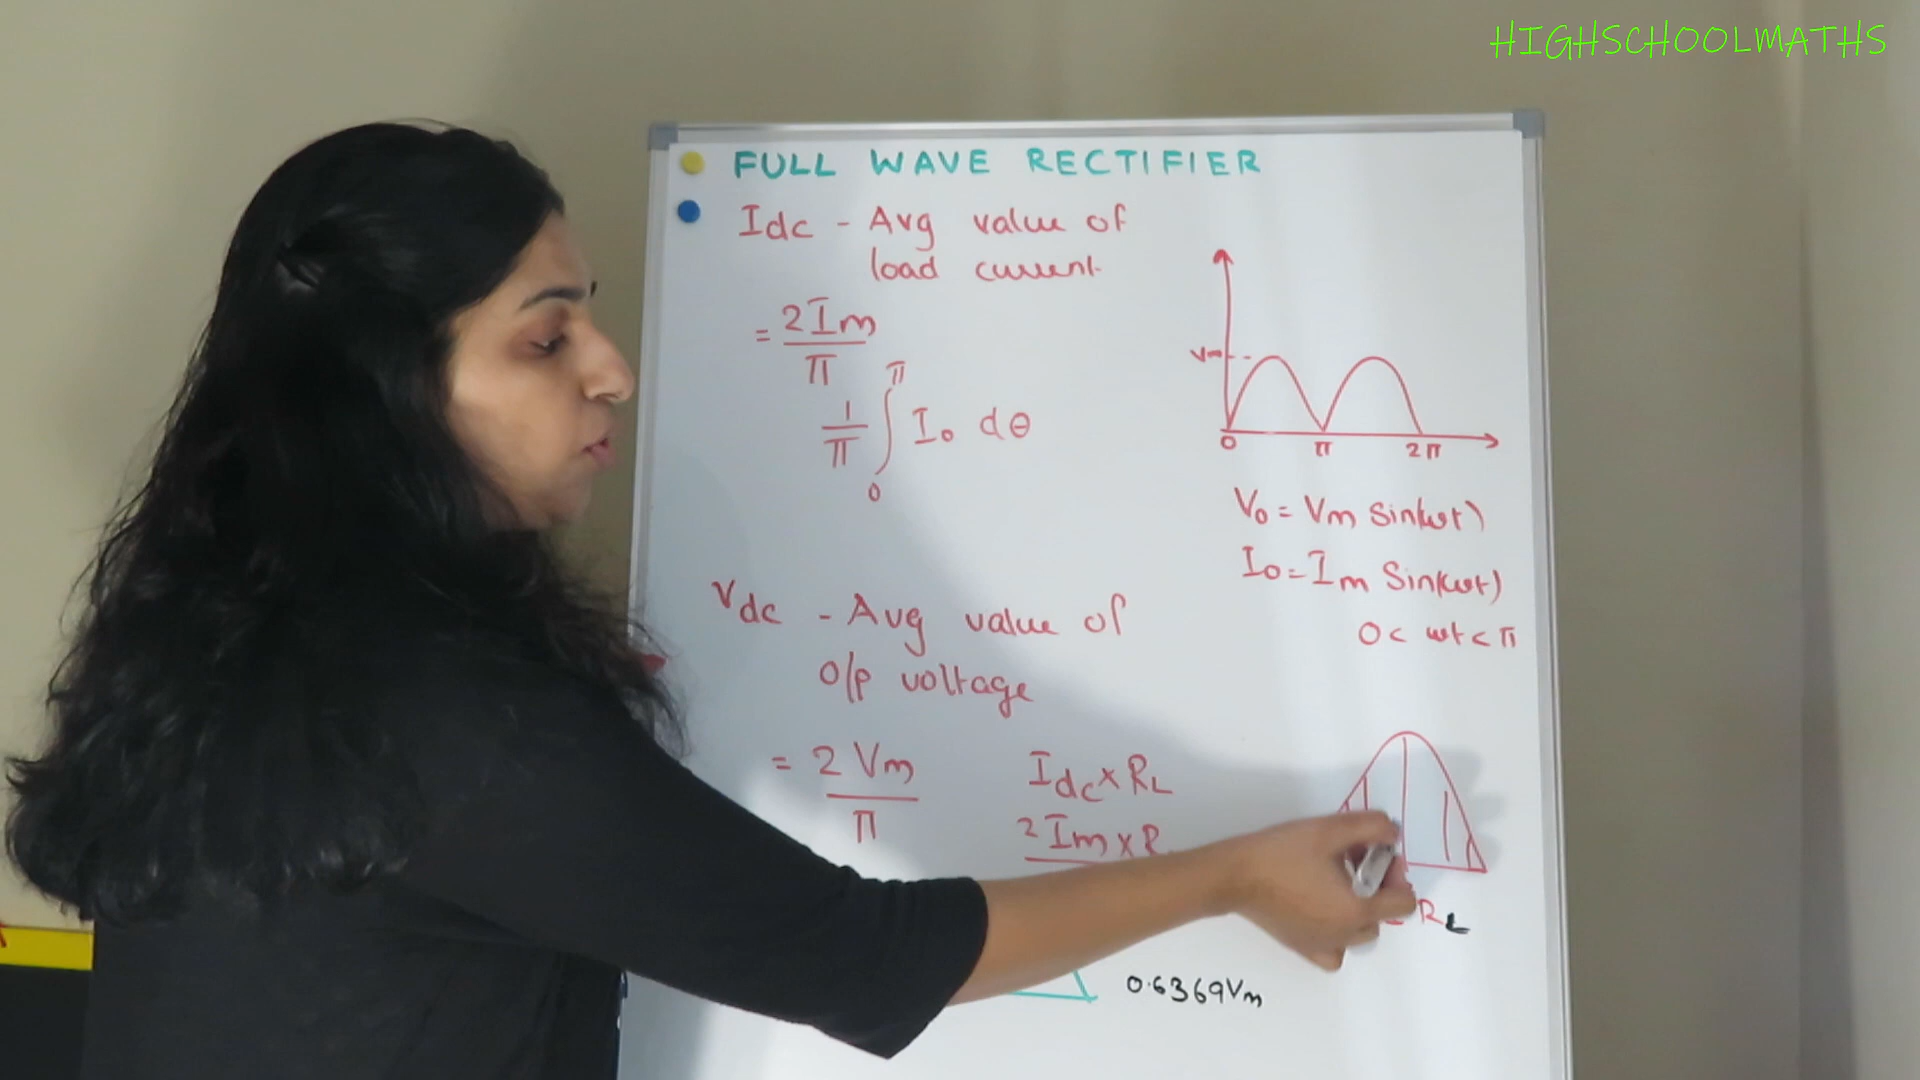 HIGHSCHOOLMATHS
FULL WAVE RECTIFIER
Idc - Avg value of
load current
= 2Im
π
1/π ∫ I₀ dθ
π
0
Vm
0 π 2π
V₀ = Vm Sin(ωt)
I₀ = Im Sin(ωt)
0 < ωt < π
Vdc - Avg value of
o/p voltage
= 2Vm
π
Idc × RL
2Im × R
RL
0.6369Vm